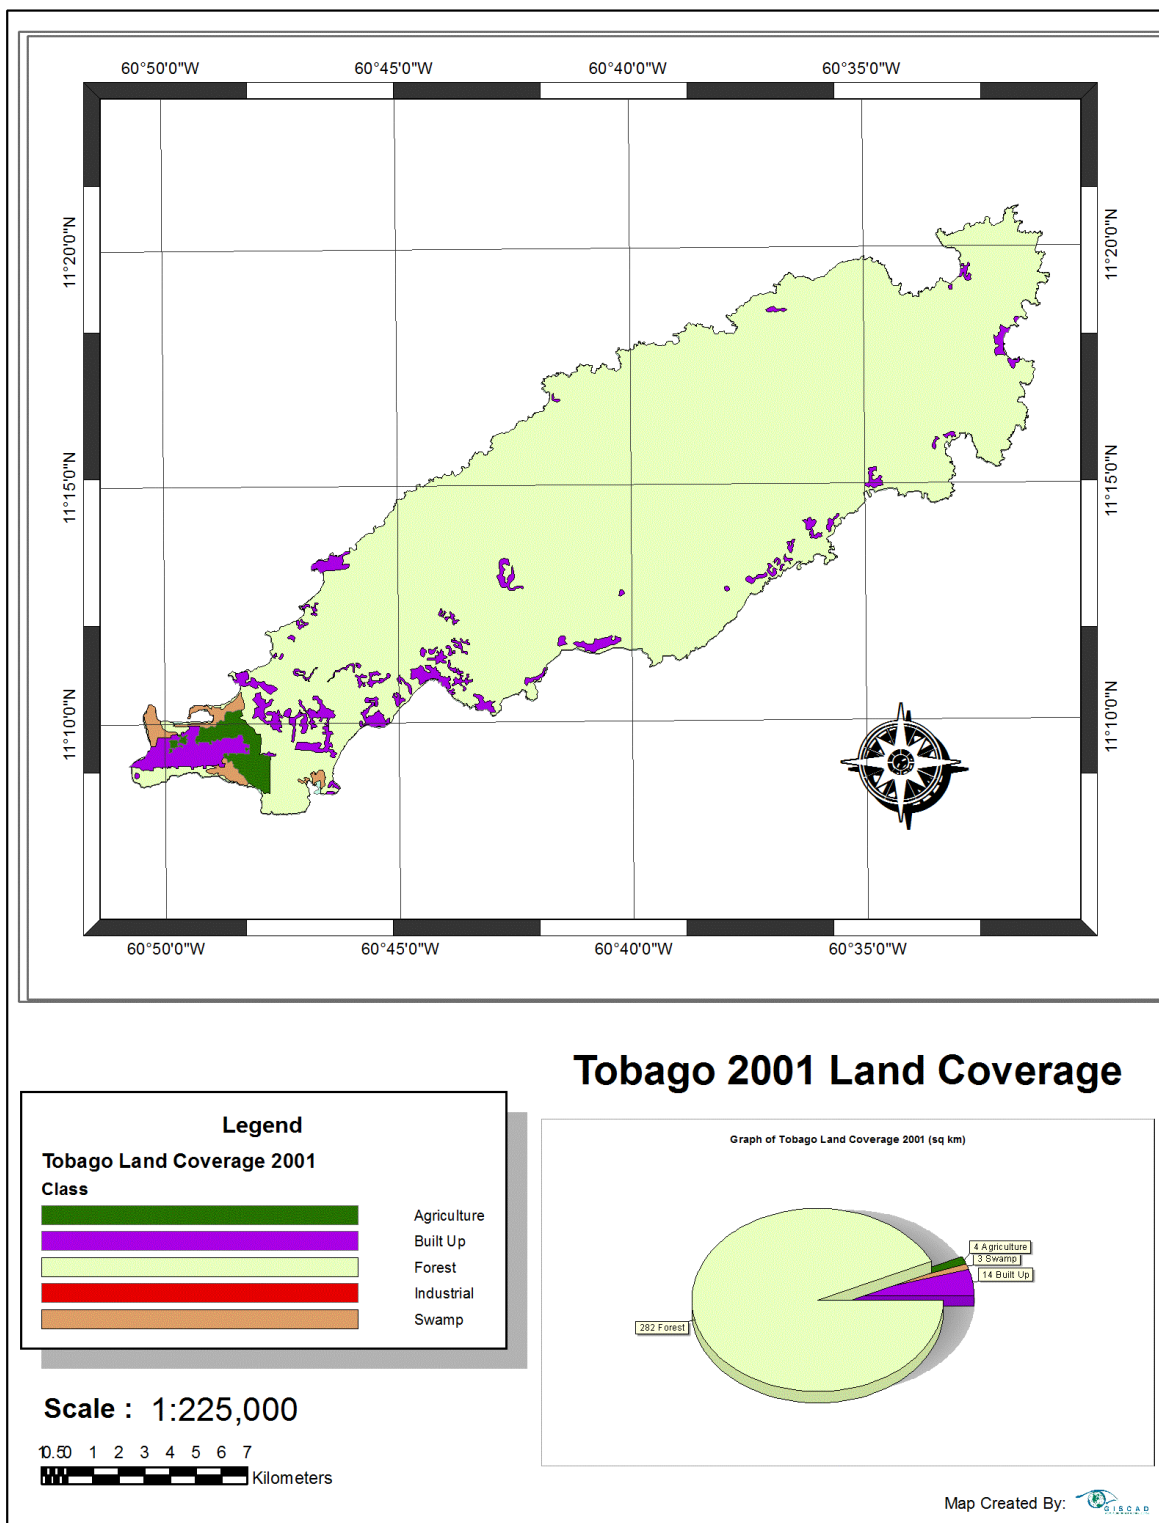 60°50'0"W 60°45'0"W 60°40'0"W 60°35'0"W
11°20'0"N 11°20'0"N
11°15'0"N 11°15'0"N
11°10'0"N 11°10'0"N
60°50'0"W 60°45'0"W 60°40'0"W 60°35'0"W
Tobago 2001 Land Coverage
Legend
Tobago Land Coverage 2001
Class
Agriculture
Built Up
Forest
Industrial
Swamp
Graph of Tobago Land Coverage 2001 (sq km)
4 Agriculture
3 Swamp
14 Built Up
282 Forest
Scale : 1:225,000
10.50 1 2 3 4 5 6 7
Kilometers
Map Created By:
GISCAD